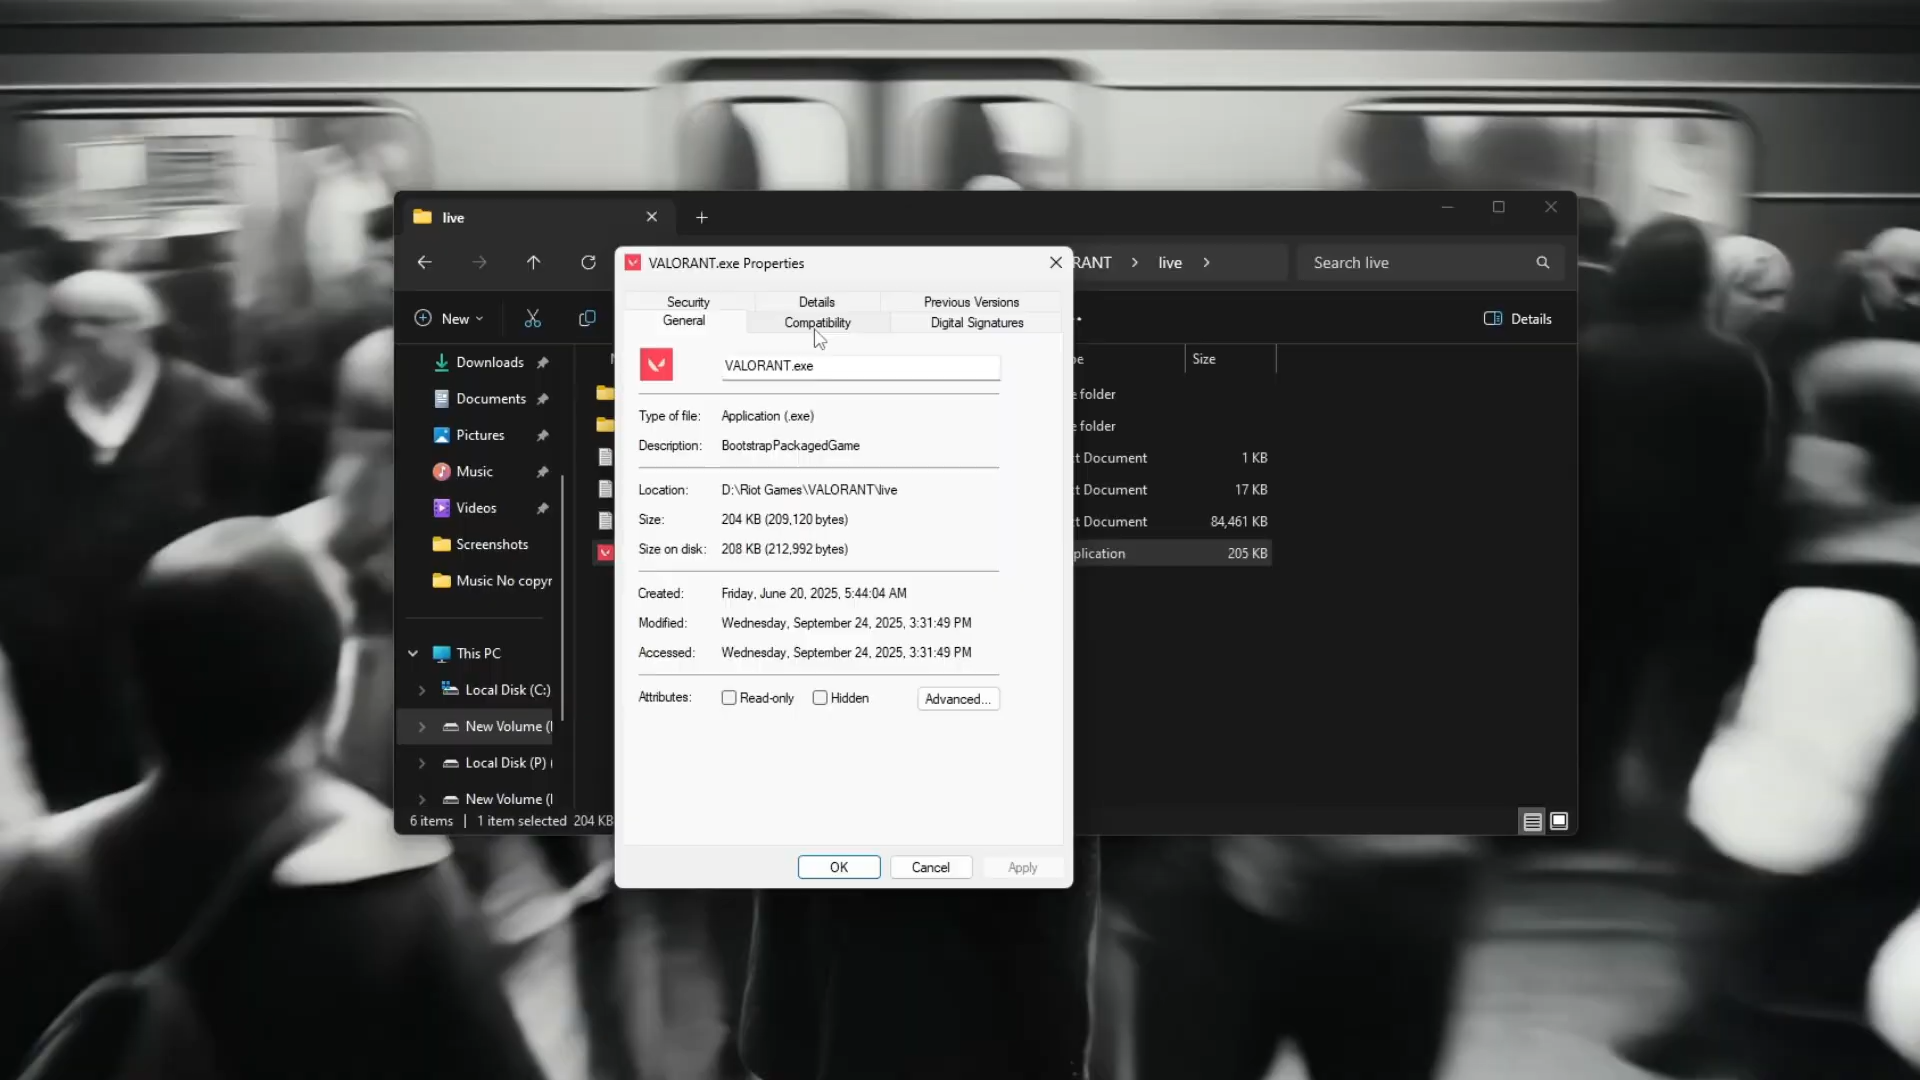 live
RANT > live >
Search live
New
Details
VALORANT.exe Properties
Security
Details
Previous Versions
General
Compatibility
Digital Signatures
VALORANT.exe
Type of file: Application (.exe)
Description: BootstrapPackagedGame
Location: D:\Riot Games\VALORANT\live
Size: 204 KB (209,120 bytes)
Size on disk: 208 KB (212,992 bytes)
Created: Friday, June 20, 2025, 5:44:04 AM
Modified: Wednesday, September 24, 2025, 3:31:49 PM
Accessed: Wednesday, September 24, 2025, 3:31:49 PM
Attributes: Read-only Hidden Advanced...
OK
Cancel
Apply
Downloads
Documents
Pictures
Music
Videos
Screenshots
Music No copyr
This PC
Local Disk (C:)
New Volume (
Local Disk (P) (
New Volume (
pe Size
e folder
e folder
t Document 1 KB
t Document 17 KB
t Document 84,461 KB
plication 205 KB
6 items | 1 item selected 204 KB